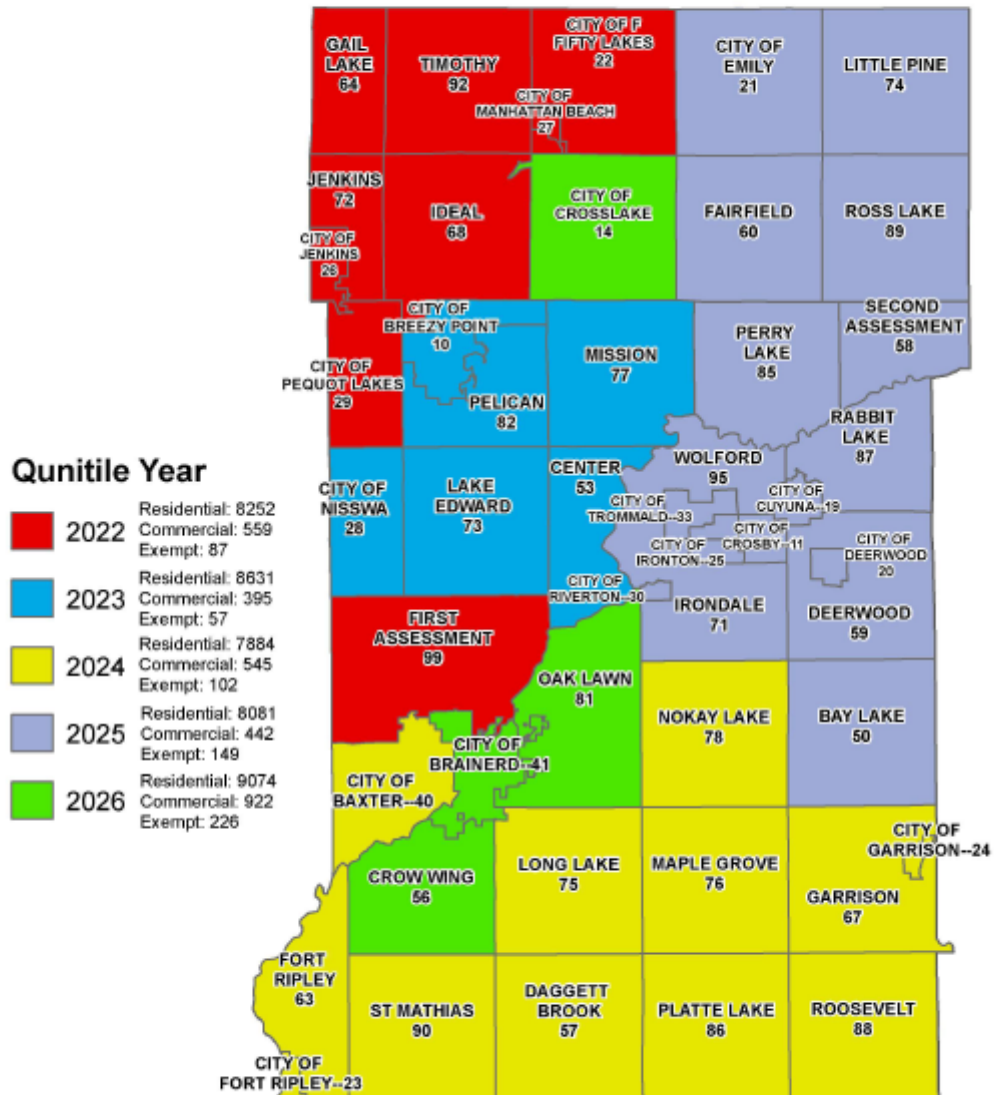 GAIL
LAKE
64
TIMOTHY
92
CITY OF F
FIFTY LAKES
22
CITY OF
MANHATTAN BEACH
27
CITY OF
EMILY
21
LITTLE PINE
74
JENKINS
72
CITY OF
JENKINS
26
IDEAL
68
CITY OF
CROSSLAKE
14
FAIRFIELD
60
ROSS LAKE
89
CITY OF
BREEZY POINT
10
CITY OF
PEQUOT LAKES
29
PELICAN
82
MISSION
77
PERRY
LAKE
85
SECOND
ASSESSMENT
58
RABBIT
LAKE
87
CITY OF
NISSWA
28
LAKE
EDWARD
73
CENTER
53
WOLFORD
95
CITY OF
TROMMALD--33
CITY OF
CUYUNA--19
CITY OF
CROSBY--11
CITY OF
IRONTON--25
CITY OF
DEERWOOD
20
CITY OF
RIVERTON--30
IRONDALE
71
DEERWOOD
59
FIRST
ASSESSMENT
99
OAK LAWN
81
NOKAY LAKE
78
BAY LAKE
50
CITY OF
BRAINERD--41
CITY OF
BAXTER--40
CROW WING
56
LONG LAKE
75
MAPLE GROVE
76
CITY OF
GARRISON--24
GARRISON
67
FORT
RIPLEY
63
ST MATHIAS
90
DAGGETT
BROOK
57
PLATTE LAKE
86
ROOSEVELT
88
CITY OF
FORT RIPLEY--23
Qunitile Year
2022
Residential: 8252
Commercial: 559
Exempt: 87
2023
Residential: 8631
Commercial: 395
Exempt: 57
2024
Residential: 7884
Commercial: 545
Exempt: 102
2025
Residential: 8081
Commercial: 442
Exempt: 149
2026
Residential: 9074
Commercial: 922
Exempt: 226